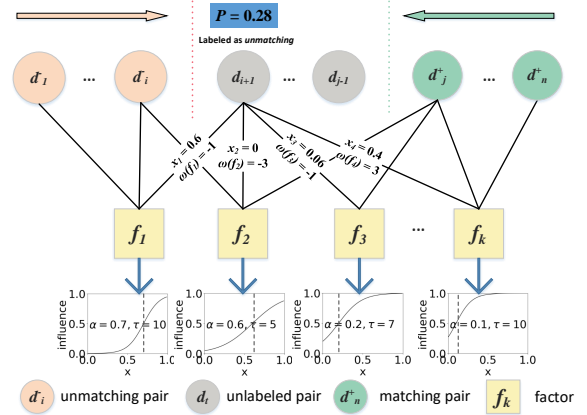 P = 0.28
Labeled as unmatching
d⁻₁ ... d⁻ᵢ dᵢ₊₁ ... dⱼ₋₁ d⁺ⱼ ... d⁺ₙ
x₁ = 0.6
ω(f₁) = -1
x₂ = 0
ω(f₂) = -3
x₃ = 0.06
ω(f₃) = -1
x₄ = 0.4
ω(f₄) = 3
f₁ f₂ f₃ ... fₖ
influence
1.0
0.5
0.0
α = 0.7, τ = 10
0.0 0.5 1.0
x
influence
1.0
0.5
0.0
α = 0.6, τ = 5
0.0 0.5 1.0
x
influence
1.0
0.5
0.0
α = 0.2, τ = 7
0.0 0.5 1.0
x
influence
1.0
0.5
0.0
α = 0.1, τ = 10
0.0 0.5 1.0
x
d⁻ᵢ unmatching pair dₜ unlabeled pair d⁺ₙ matching pair fₖ factor